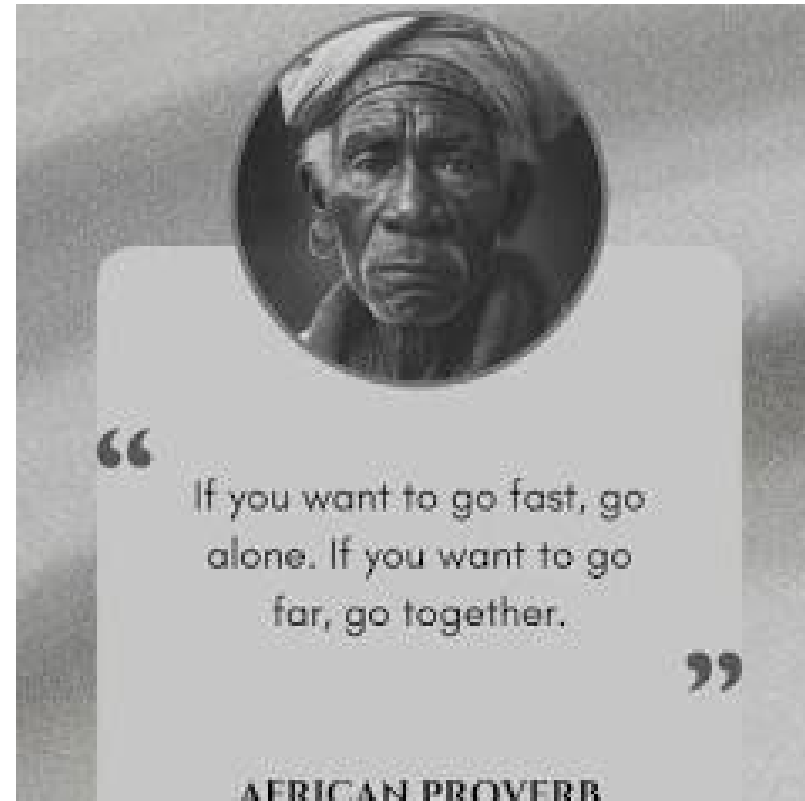 “
If you want to go fast, go
alone. If you want to go
far, go together.
”
AFRICAN PROVERB